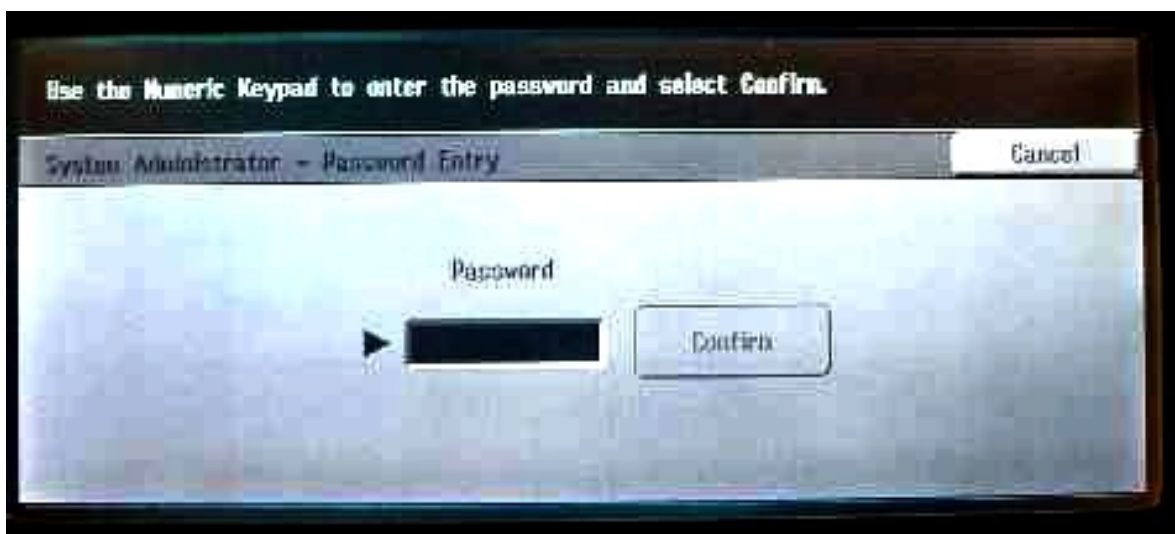 Use the Numeric Keypad to enter the password and select Confirm.
System Administrator - Password Entry
Cancel
Password
Confirm